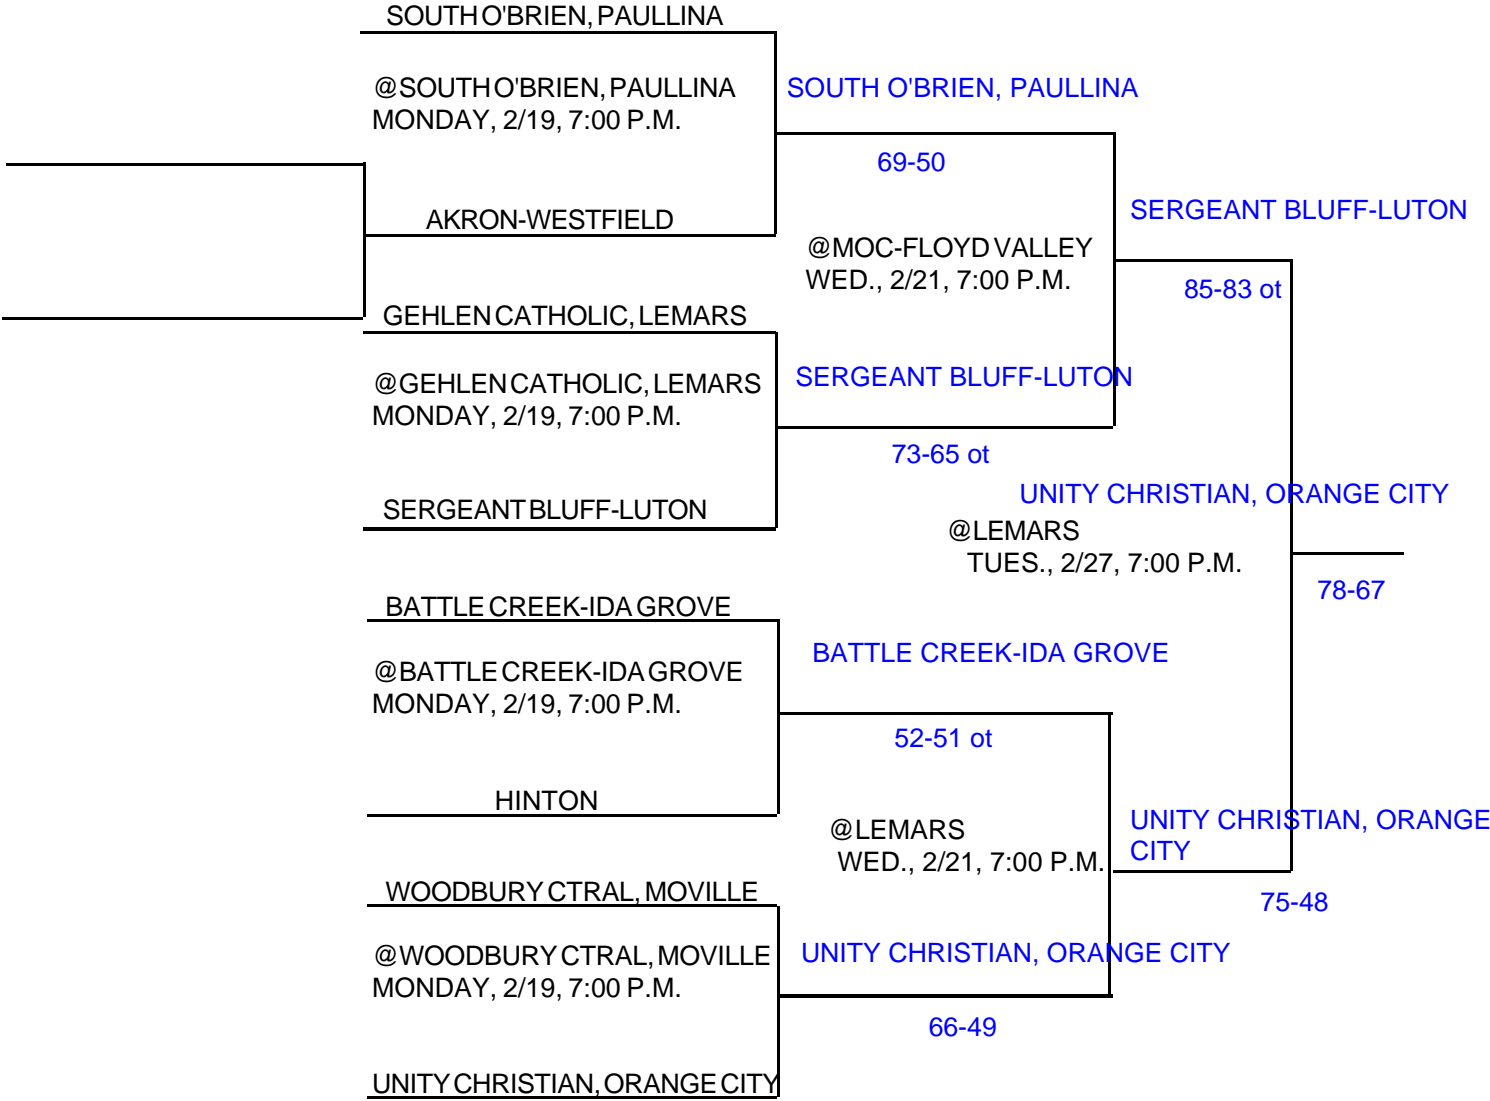 SOUTH O'BRIEN, PAULLINA
@SOUTH O'BRIEN, PAULLINA
MONDAY, 2/19, 7:00 P.M.
SOUTH O'BRIEN, PAULLINA
69-50
AKRON-WESTFIELD
SERGEANT BLUFF-LUTON
@MOC-FLOYD VALLEY
WED., 2/21, 7:00 P.M.
85-83 ot
GEHLEN CATHOLIC, LEMARS
@GEHLEN CATHOLIC, LEMARS
MONDAY, 2/19, 7:00 P.M.
SERGEANT BLUFF-LUTON
73-65 ot
SERGEANT BLUFF-LUTON
UNITY CHRISTIAN, ORANGE CITY
@LEMARS
TUES., 2/27, 7:00 P.M.
78-67
BATTLE CREEK-IDA GROVE
@BATTLE CREEK-IDA GROVE
MONDAY, 2/19, 7:00 P.M.
BATTLE CREEK-IDA GROVE
52-51 ot
HINTON
@LEMARS
WED., 2/21, 7:00 P.M.
UNITY CHRISTIAN, ORANGE
CITY
75-48
WOODBURY CTRAL, MOVILLE
@WOODBURY CTRAL, MOVILLE
MONDAY, 2/19, 7:00 P.M.
UNITY CHRISTIAN, ORANGE CITY
66-49
UNITY CHRISTIAN, ORANGE CITY